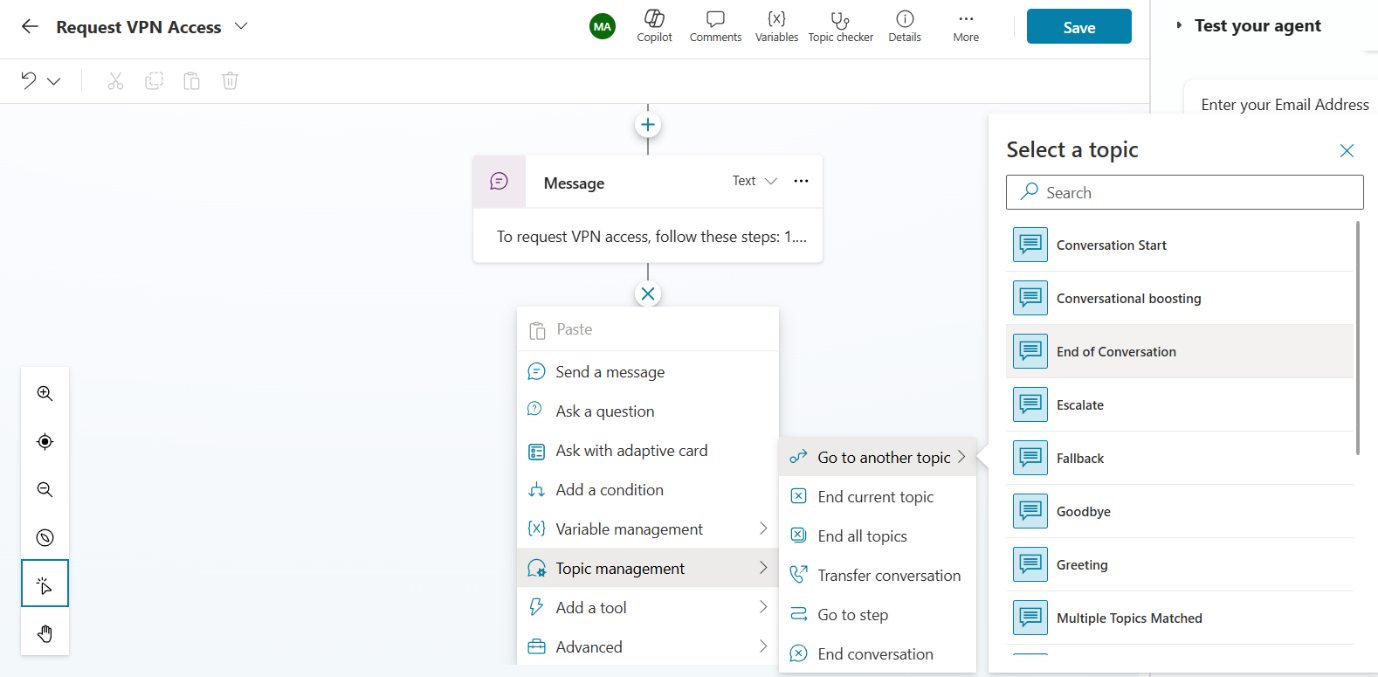 Request VPN Access
MA
Copilot
Comments
{x}
Variables
Topic checker
Details
More
Save
Test your agent
Enter your Email Address
Message
Text
To request VPN access, follow these steps: 1....
Paste
Send a message
Ask a question
Ask with adaptive card
Add a condition
{x} Variable management
Topic management
Add a tool
Advanced
Go to another topic
End current topic
End all topics
Transfer conversation
Go to step
End conversation
Select a topic
Search
Conversation Start
Conversational boosting
End of Conversation
Escalate
Fallback
Goodbye
Greeting
Multiple Topics Matched